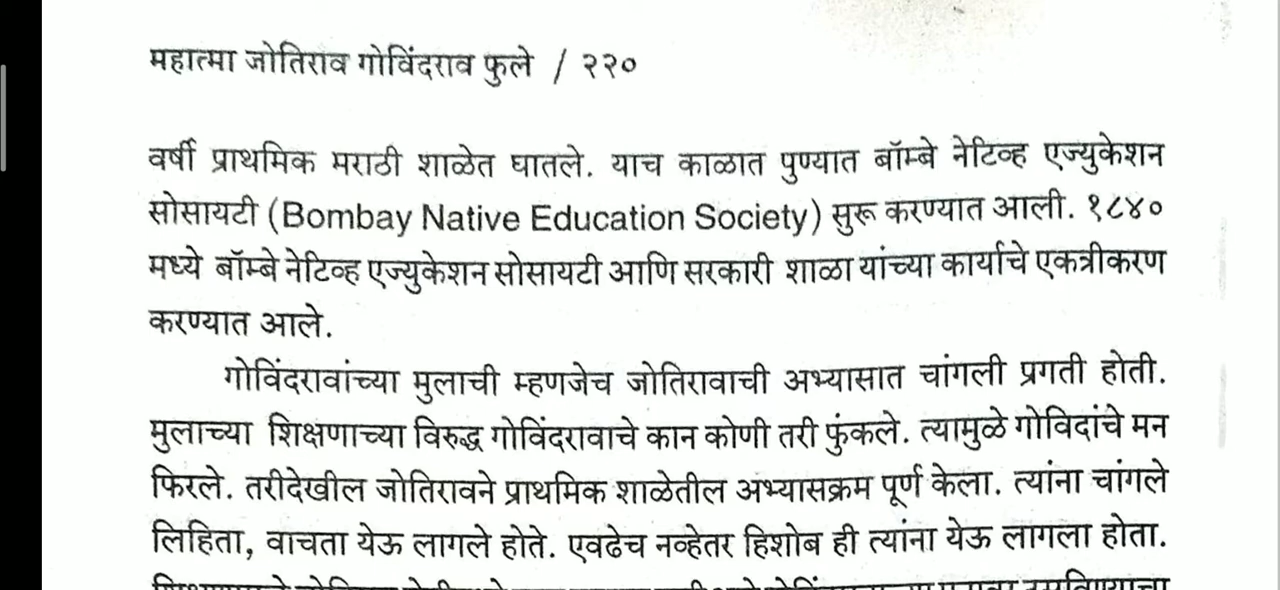 महात्मा जोतिराव गोविंदराव फुले / २२०
वर्षी प्राथमिक मराठी शाळेत घातले. याच काळात पुण्यात बॉम्बे नेटिव्ह एज्युकेशन
सोसायटी (Bombay Native Education Society) सुरू करण्यात आली. १८४०
मध्ये बॉम्बे नेटिव्ह एज्युकेशन सोसायटी आणि सरकारी शाळा यांच्या कार्याचे एकत्रीकरण
करण्यात आले.
गोविंदरावांच्या मुलाची म्हणजेच जोतिरावाची अभ्यासात चांगली प्रगती होती.
मुलाच्या शिक्षणाच्या विरुद्ध गोविंदरावाचे कान कोणी तरी फुंकले. त्यामुळे गोविदांचे मन
फिरले. तरीदेखील जोतिरावने प्राथमिक शाळेतील अभ्यासक्रम पूर्ण केला. त्यांना चांगले
लिहिता, वाचता येऊ लागले होते. एवढेच नव्हेतर हिशोब ही त्यांना येऊ लागला होता.